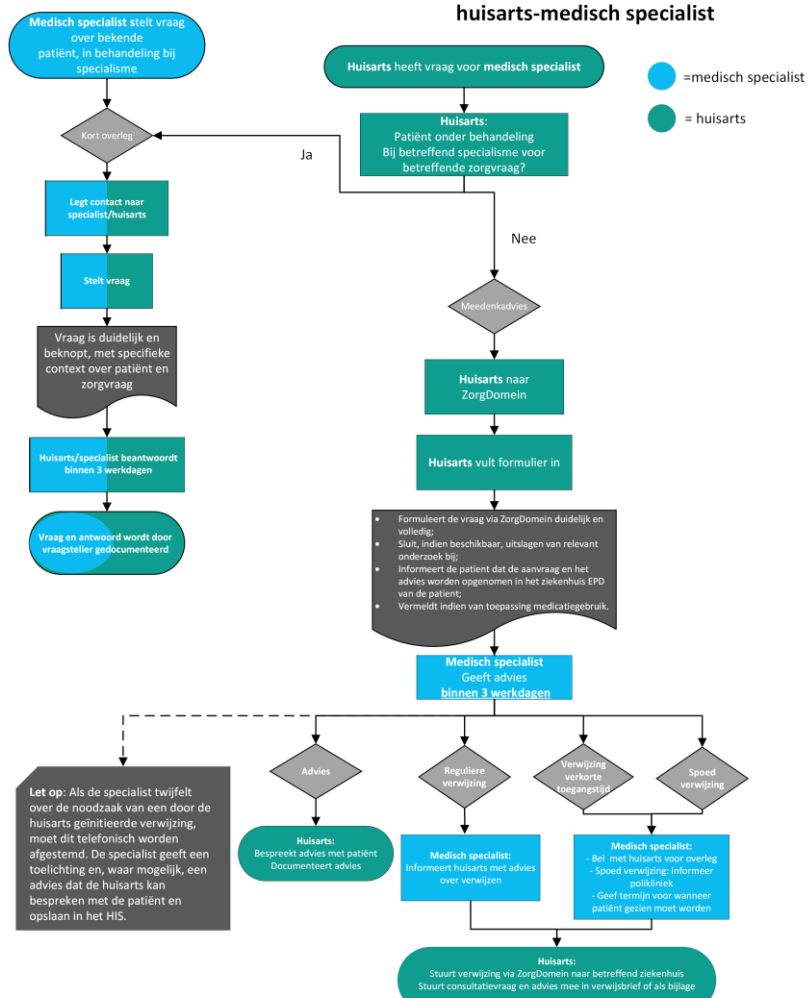 huisarts-medisch specialist
Medisch specialist stelt vraag
over bekende
patiënt, in behandeling bij
specialisme
Huisarts heeft vraag voor medisch specialist
=medisch specialist
= huisarts
Kort overleg
Huisarts:
Patiënt onder behandeling
Bij betreffend specialisme voor
betreffende zorgvraag?
Ja
Nee
Legt contact naar
specialist/huisarts
Stelt vraag
Vraag is duidelijk en
beknopt, met specifieke
context over patiënt en
zorgvraag
Huisarts/specialist beantwoordt
binnen 3 werkdagen
Vraag en antwoord wordt door
vraagsteller gedocumenteerd
Meedenkadvies
Huisarts naar
ZorgDomein
Huisarts vult formulier in
• Formuleert de vraag via ZorgDomein duidelijk en
volledig;
• Sluit, indien beschikbaar, uitslagen van relevant
onderzoek bij;
• Informeert de patient dat de aanvraag en het
advies worden opgenomen in het ziekenhuis EPD
van de patient;
• Vermeldt indien van toepassing medicatiegebruik.
Medisch specialist
Geeft advies
binnen 3 werkdagen
Let op: Als de specialist twijfelt
over de noodzaak van een door de
huisarts geïnitieerde verwijzing,
moet dit telefonisch worden
afgestemd. De specialist geeft een
toelichting en, waar mogelijk, een
advies dat de huisarts kan
bespreken met de patiënt en
opslaan in het HIS.
Advies
Reguliere
verwijzing
Verwijzing
verkorte
toegangstijd
Spoed
verwijzing
Huisarts:
Bespreekt advies met patiënt
Documenteert advies
Medisch specialist:
Informeert huisarts met advies
over verwijzen
Medisch specialist:
- Bel met huisarts voor overleg
- Spoed verwijzing: informeer
polikliniek
- Geef termijn voor wanneer
patiënt gezien moet worden
Huisarts:
Stuurt verwijzing via ZorgDomein naar betreffend ziekenhuis
Stuurt consultatievraag en advies mee in verwijsbrief of als bijlage